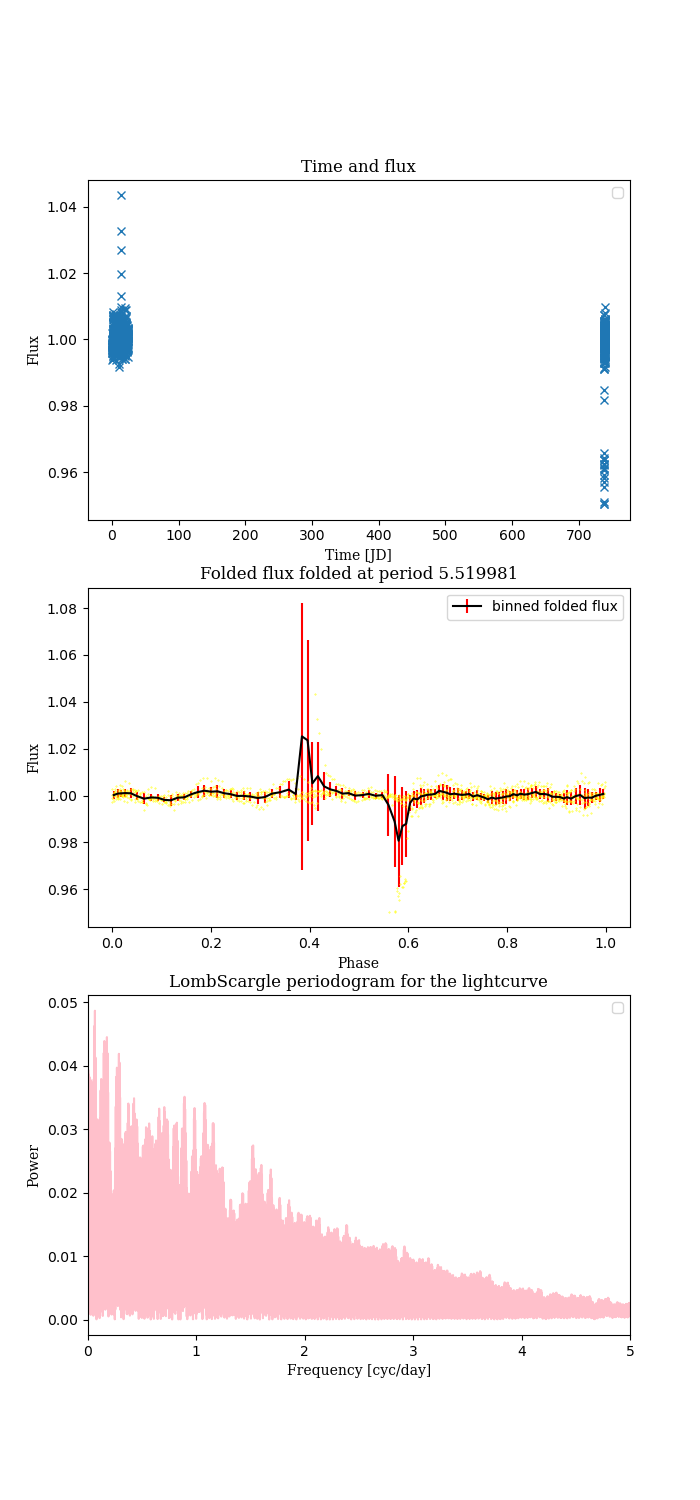 Time and flux
1.04
1.02
1.00
0.98
0.96
Flux
0 100 200 300 400 500 600 700
Time [JD]
Folded flux folded at period 5.519981
binned folded flux
1.08
1.06
1.04
1.02
1.00
0.98
0.96
Flux
0.0 0.2 0.4 0.6 0.8 1.0
Phase
LombScargle periodogram for the lightcurve
0.05
0.04
0.03
0.02
0.01
0.00
Power
0 1 2 3 4 5
Frequency [cyc/day]